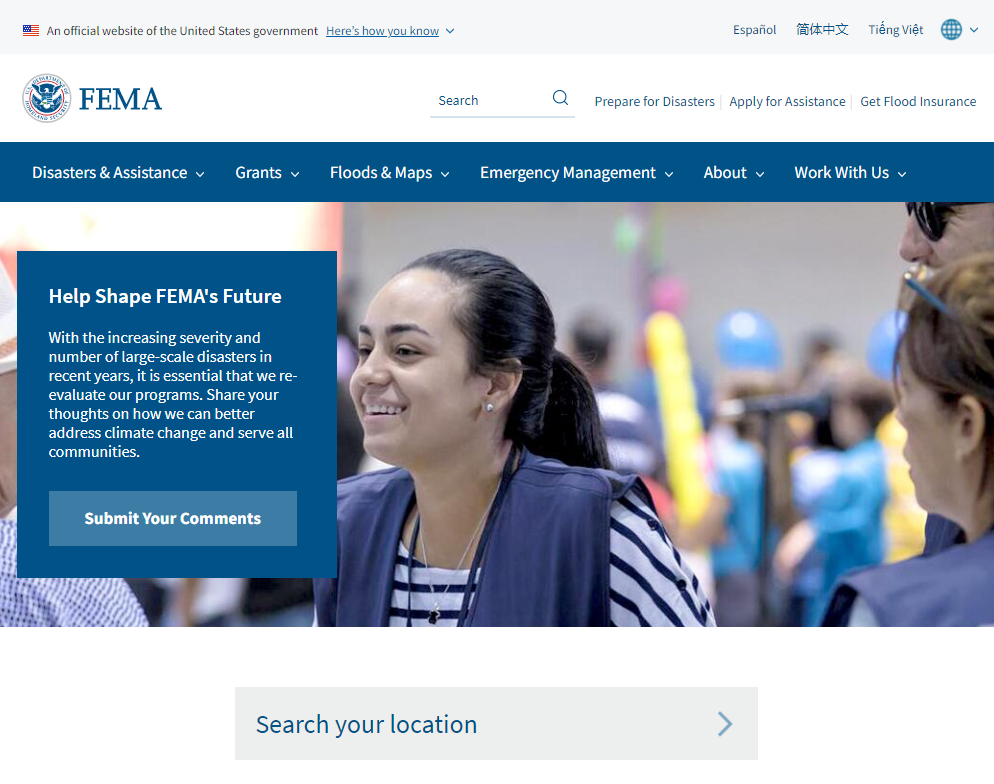 An official website of the United States government Here's how you know
Español 简体中文 Tiếng Việt
FEMA
Search
Prepare for Disasters Apply for Assistance Get Flood Insurance
Disasters & Assistance Grants Floods & Maps Emergency Management About Work With Us
Help Shape FEMA's Future
With the increasing severity and
number of large-scale disasters in
recent years, it is essential that we re-
evaluate our programs. Share your
thoughts on how we can better
address climate change and serve all
communities.
Submit Your Comments
Search your location